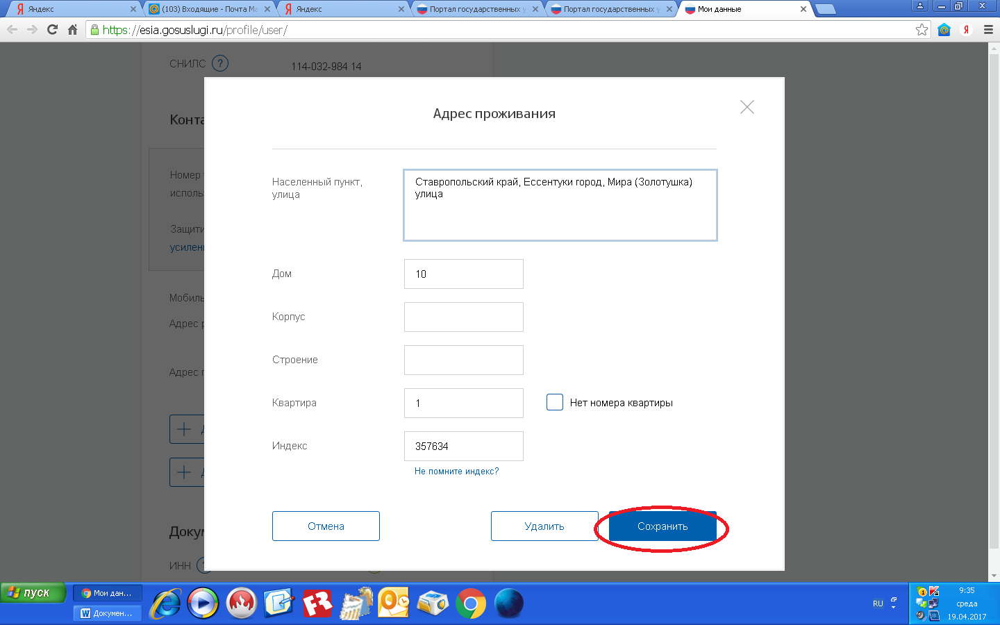 Яндекс
(103) Входящие - Почта Ma
Яндекс
Портал государственных у
Портал государственных у
Мои данные
https://esia.gosuslugi.ru/profile/user/
СНИЛС ?
114-032-984 14
Конта
Номер
исполь
Защити
усилен
Мобиль
Адрес р
Адрес п
Докум
ИНН
Адрес проживания
Населенный пункт,
улица
Ставропольский край, Ессентуки город, Мира (Золотушка)
улица
Дом
10
Корпус
Строение
Квартира
1
Нет номера квартиры
Индекс
357634
Не помните индекс?
Отмена
Удалить
Сохранить
пуск
Мои дан...
Докумен...
RU
9:35
среда
19.04.2017